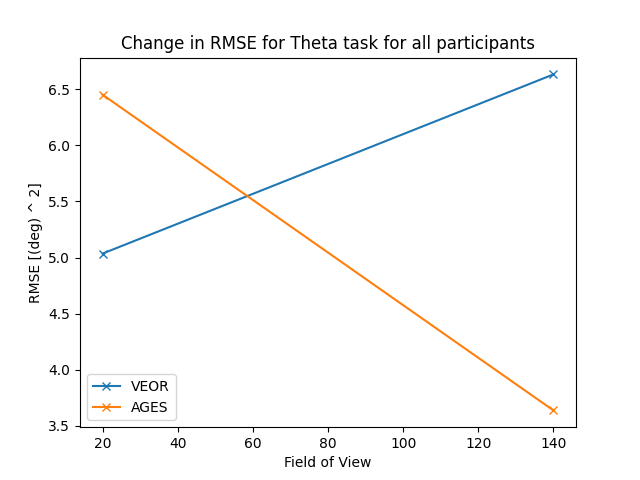 Change in RMSE for Theta task for all participants
6.5
6.0
5.5
5.0
4.5
4.0
3.5
RMSE [(deg) ^ 2]
VEOR
AGES
20 40 60 80 100 120 140
Field of View